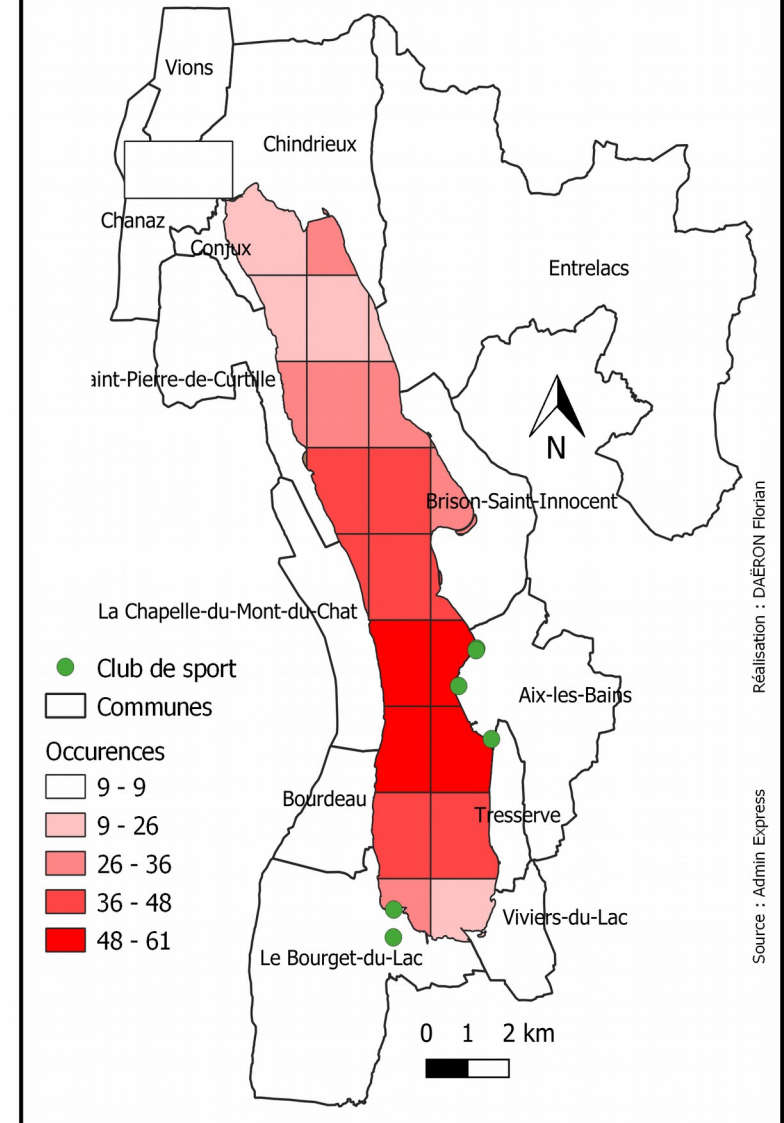 Vions
Chindrieux
Chanaz
Conjux
Entrelacs
aint-Pierre-de-Curtille
N
Brison-Saint-Innocent
La Chapelle-du-Mont-du-Chat
Club de sport
Communes
Aix-les-Bains
Occurences
9 - 9
9 - 26
26 - 36
36 - 48
48 - 61
Bourdeau
Tresserve
Viviers-du-Lac
Le Bourget-du-Lac
0 1 2 km
Réalisation : DAËRON Florian
Source : Admin Express